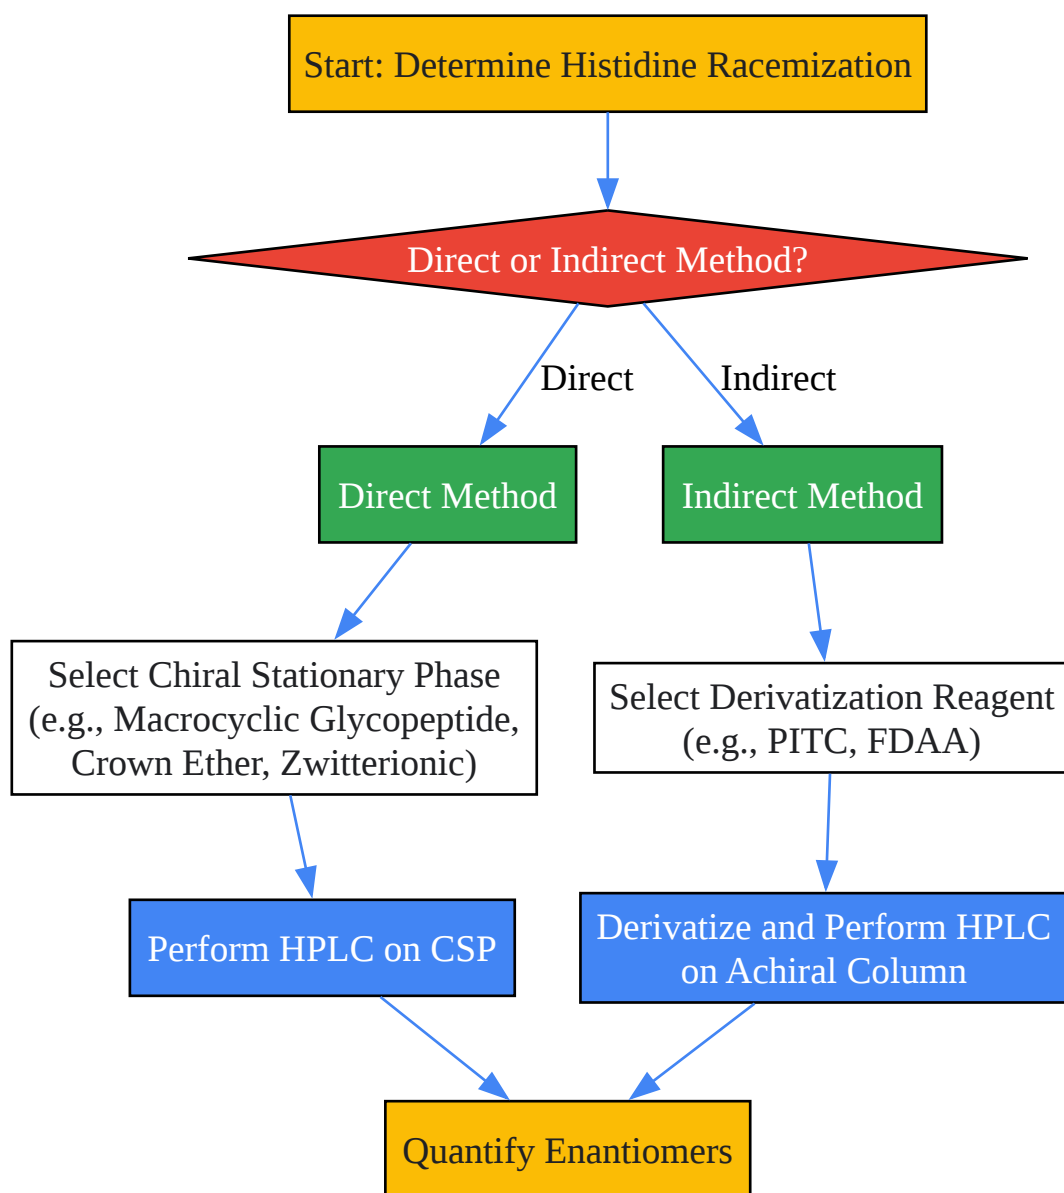 Start: Determine Histidine Racemization
Direct or Indirect Method?
Direct
Indirect
Direct Method
Indirect Method
Select Chiral Stationary Phase
(e.g., Macrocyclic Glycopeptide,
Crown Ether, Zwitterionic)
Select Derivatization Reagent
(e.g., PITC, FDAA)
Perform HPLC on CSP
Derivatize and Perform HPLC
on Achiral Column
Quantify Enantiomers